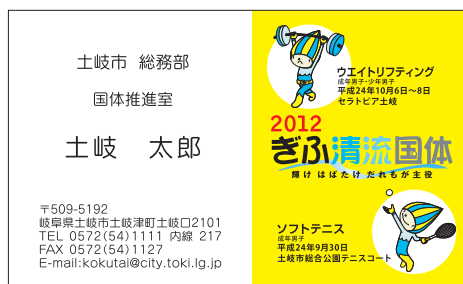 土岐市 総務部
国体推進室
土岐 太郎
〒509-5192
岐阜県土岐市土岐津町土岐口2101
TEL 0572(54)1111 内線 217
FAX 0572(54)1127
E-mail:kokutai@city.toki.lg.jp
ウエイトリフティング
成年男子・少年男子
平成24年10月6日～8日
セラトピア土岐
2012
ぎふ清流国体
輝け はばたけ だれもが主役
ソフトテニス
成年男子
平成24年9月30日
土岐市総合公園テニスコート